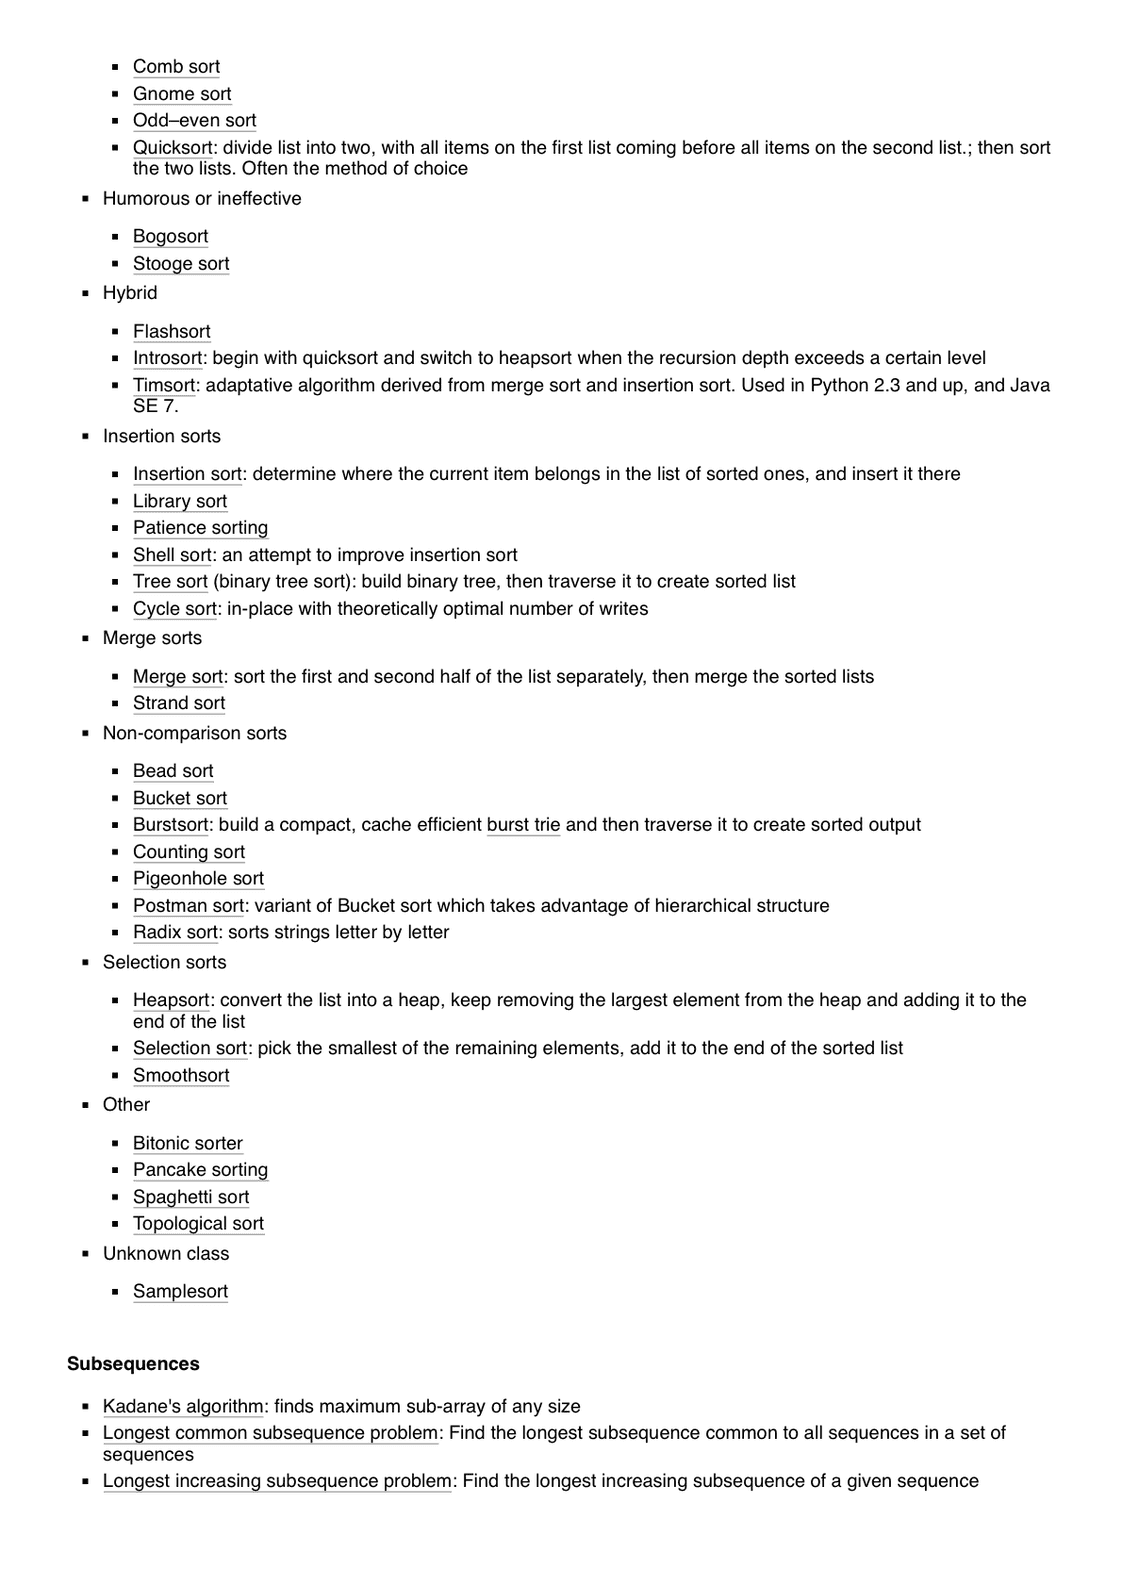 ▪ Comb sort
▪ Gnome sort
▪ Odd–even sort
▪ Quicksort: divide list into two, with all items on the first list coming before all items on the second list.; then sort
the two lists. Often the method of choice
▪ Humorous or ineffective
▪ Bogosort
▪ Stooge sort
▪ Hybrid
▪ Flashsort
▪ Introsort: begin with quicksort and switch to heapsort when the recursion depth exceeds a certain level
▪ Timsort: adaptative algorithm derived from merge sort and insertion sort. Used in Python 2.3 and up, and Java
SE 7.
▪ Insertion sorts
▪ Insertion sort: determine where the current item belongs in the list of sorted ones, and insert it there
▪ Library sort
▪ Patience sorting
▪ Shell sort: an attempt to improve insertion sort
▪ Tree sort (binary tree sort): build binary tree, then traverse it to create sorted list
▪ Cycle sort: in-place with theoretically optimal number of writes
▪ Merge sorts
▪ Merge sort: sort the first and second half of the list separately, then merge the sorted lists
▪ Strand sort
▪ Non-comparison sorts
▪ Bead sort
▪ Bucket sort
▪ Burstsort: build a compact, cache efficient burst trie and then traverse it to create sorted output
▪ Counting sort
▪ Pigeonhole sort
▪ Postman sort: variant of Bucket sort which takes advantage of hierarchical structure
▪ Radix sort: sorts strings letter by letter
▪ Selection sorts
▪ Heapsort: convert the list into a heap, keep removing the largest element from the heap and adding it to the
end of the list
▪ Selection sort: pick the smallest of the remaining elements, add it to the end of the sorted list
▪ Smoothsort
▪ Other
▪ Bitonic sorter
▪ Pancake sorting
▪ Spaghetti sort
▪ Topological sort
▪ Unknown class
▪ Samplesort
Subsequences
▪ Kadane's algorithm: finds maximum sub-array of any size
▪ Longest common subsequence problem: Find the longest subsequence common to all sequences in a set of
sequences
▪ Longest increasing subsequence problem: Find the longest increasing subsequence of a given sequence